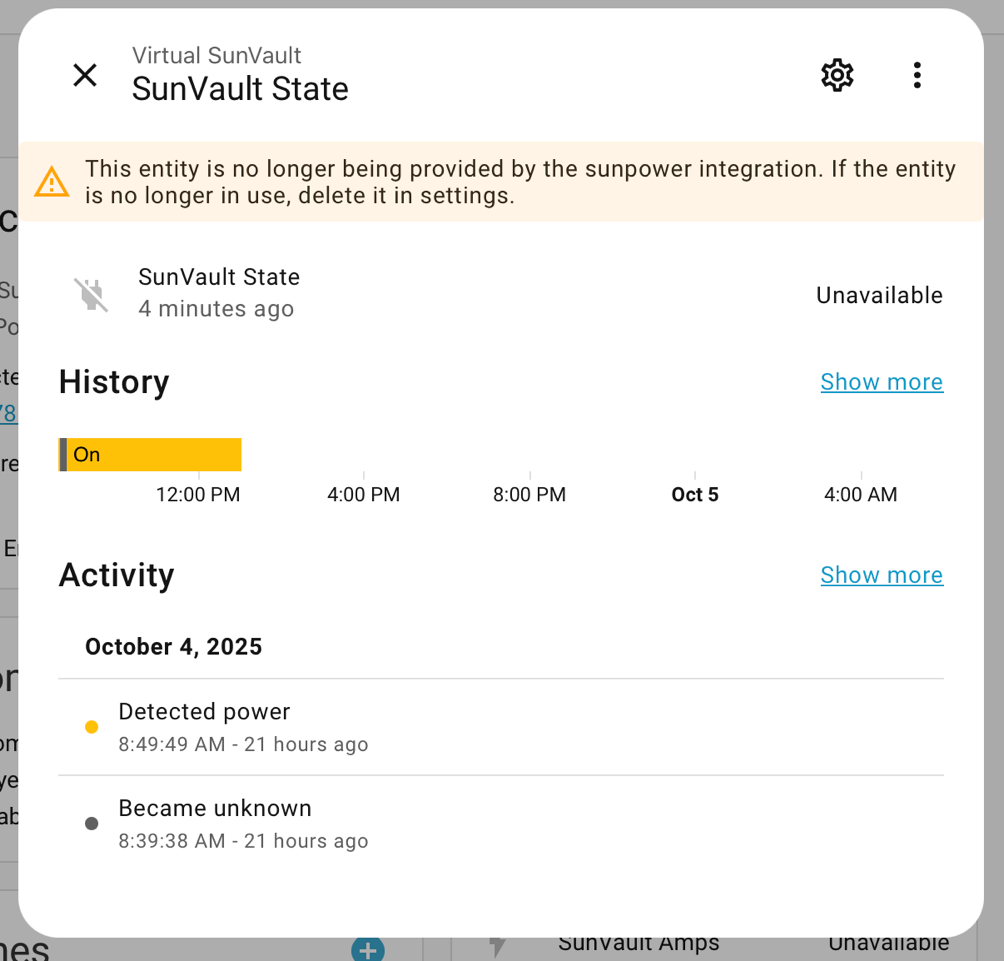 Virtual SunVault
SunVault State
This entity is no longer being provided by the sunpower integration. If the entity
is no longer in use, delete it in settings.
SunVault State
4 minutes ago
Unavailable
History
Show more
On
12:00 PM
4:00 PM
8:00 PM
Oct 5
4:00 AM
Activity
Show more
October 4, 2025
Detected power
8:49:49 AM - 21 hours ago
Became unknown
8:39:38 AM - 21 hours ago
SunVault Amps
Unavailable